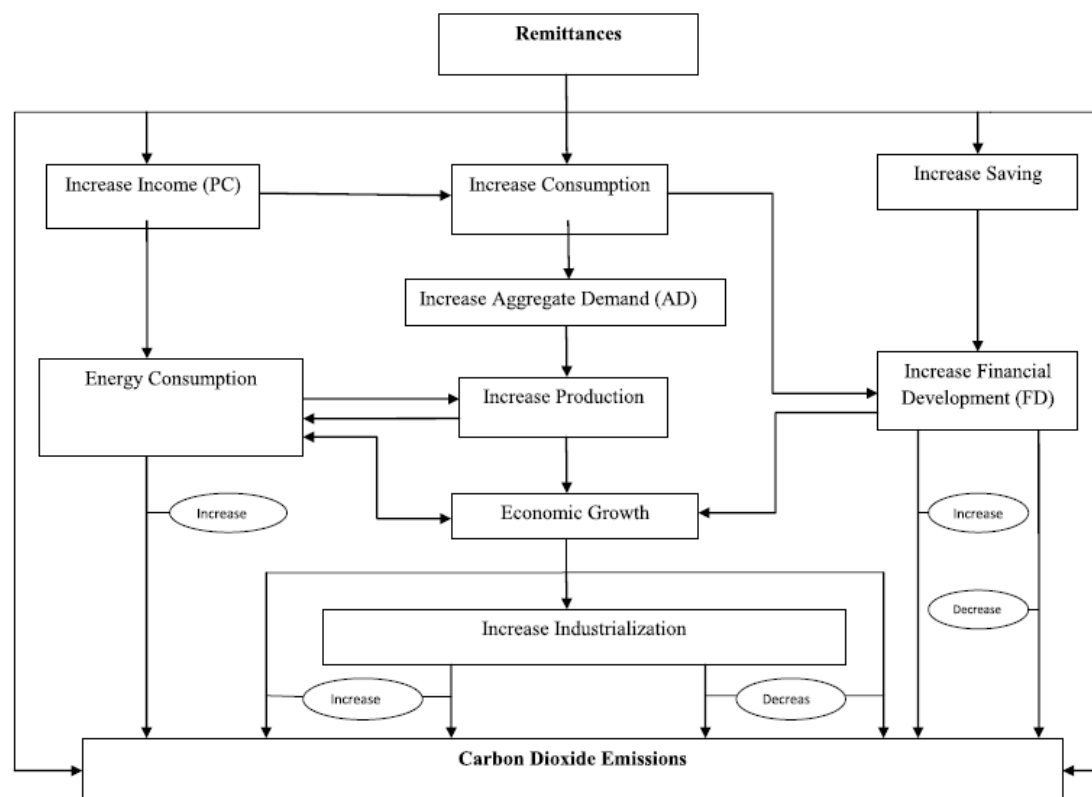 Remittances
Increase Income (PC)
Increase Consumption
Increase Saving
Increase Aggregate Demand (AD)
Energy Consumption
Increase Production
Increase Financial
Development (FD)
Increase
Economic Growth
Increase
Decrease
Increase Industrialization
Increase
Decreas
Carbon Dioxide Emissions